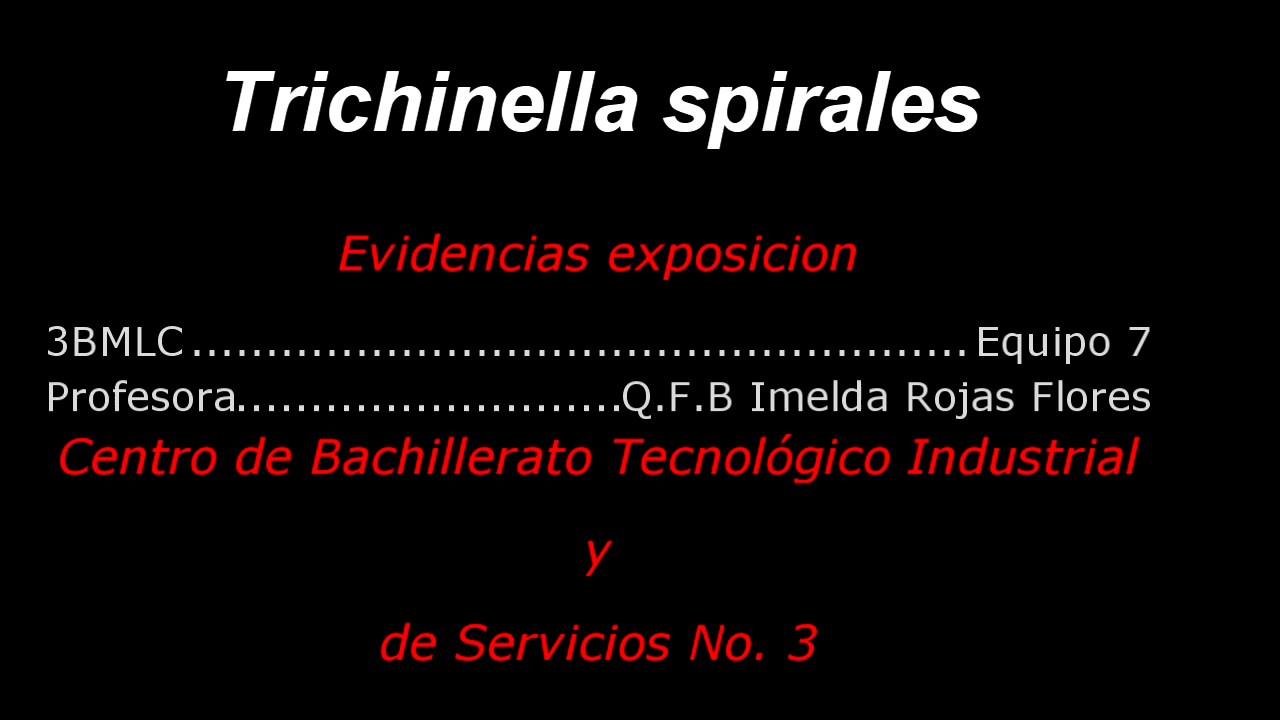 Trichinella spirales
Evidencias exposicion
3BMLC.................................................... Equipo 7
Profesora..........................Q.F.B Imelda Rojas Flores
Centro de Bachillerato Tecnológico Industrial
y
de Servicios No. 3